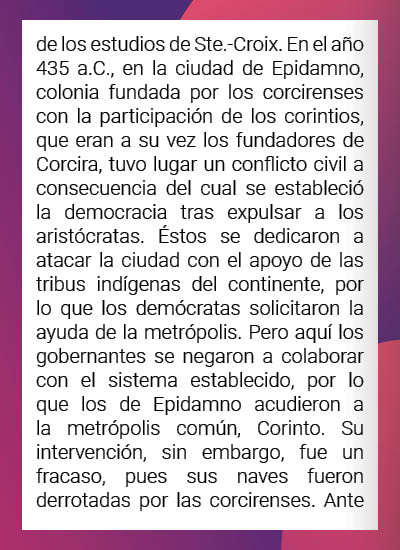 de los estudios de Ste.-Croix. En el año
435 a.C., en la ciudad de Epidamno,
colonia fundada por los corcirenses
con la participación de los corintios,
que eran a su vez los fundadores de
Corcira, tuvo lugar un conflicto civil a
consecuencia del cual se estableció
la democracia tras expulsar a los
aristócratas. Éstos se dedicaron a
atacar la ciudad con el apoyo de las
tribus indígenas del continente, por
lo que los demócratas solicitaron la
ayuda de la metrópolis. Pero aquí los
gobernantes se negaron a colaborar
con el sistema establecido, por lo
que los de Epidamno acudieron a
la metrópolis común, Corinto. Su
intervención, sin embargo, fue un
fracaso, pues sus naves fueron
derrotadas por las corcirenses. Ante